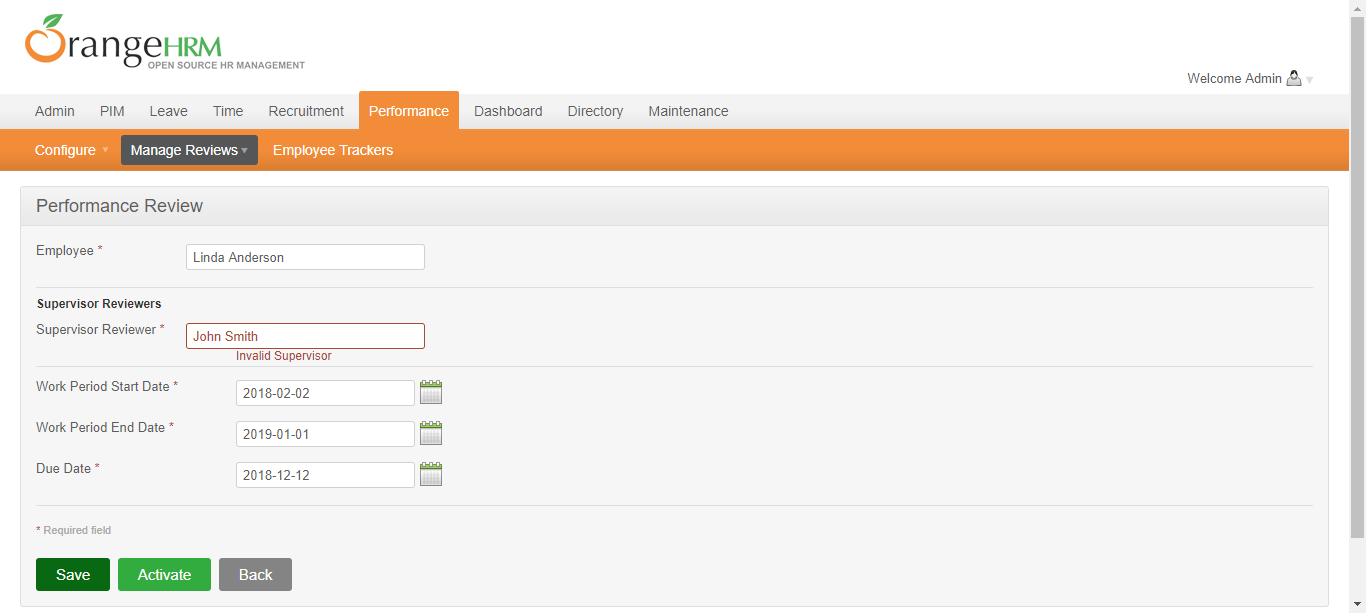 OrangeHRM
OPEN SOURCE HR MANAGEMENT
Welcome Admin
Admin PIM Leave Time Recruitment Performance Dashboard Directory Maintenance
Configure Manage Reviews Employee Trackers
Performance Review
Employee * Linda Anderson
Supervisor Reviewers
Supervisor Reviewer * John Smith
Invalid Supervisor
Work Period Start Date * 2018-02-02
Work Period End Date * 2019-01-01
Due Date * 2018-12-12
* Required field
Save Activate Back